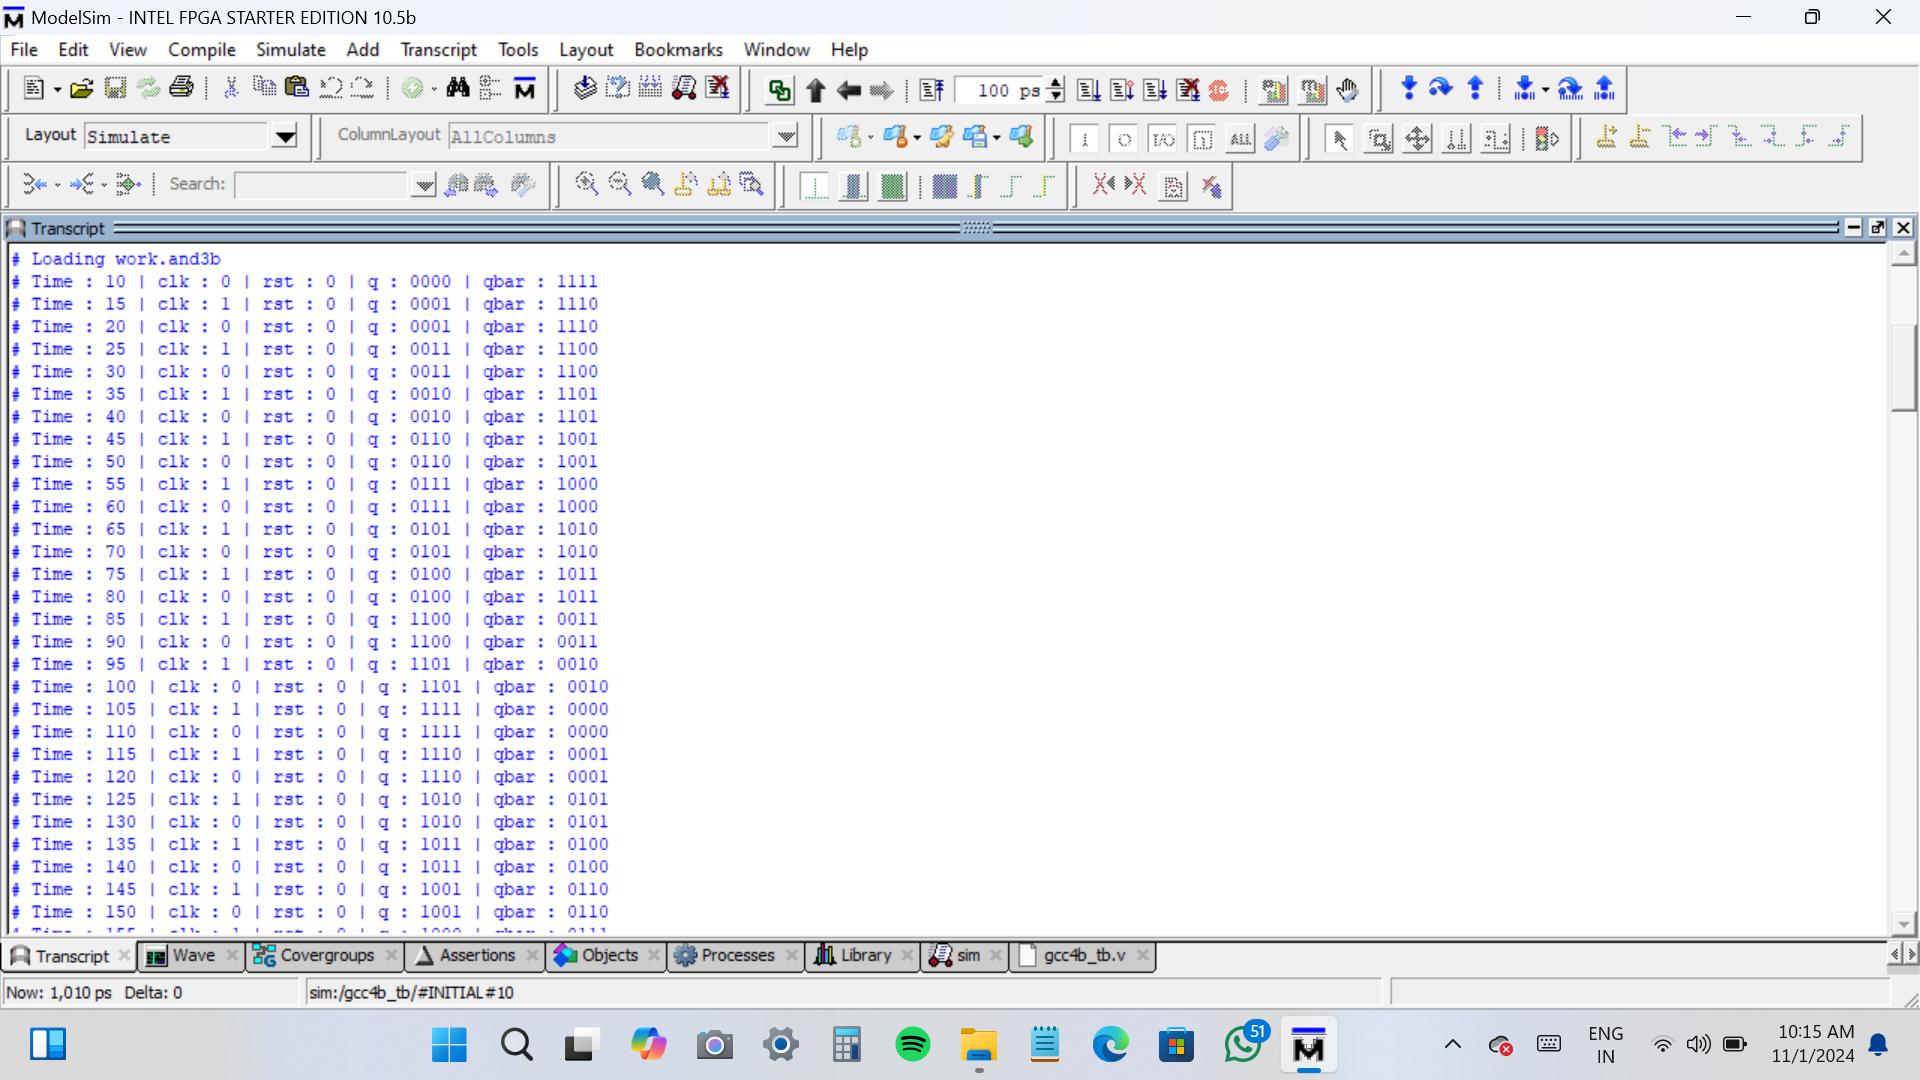 ModelSim - INTEL FPGA STARTER EDITION 10.5b
File Edit View Compile Simulate Add Transcript Tools Layout Bookmarks Window Help
100 ps
Layout Simulate ColumnLayout AllColumns
Search:
Transcript
# Loading work.and3b
# Time : 10 | clk : 0 | rst : 0 | q : 0000 | qbar : 1111
# Time : 15 | clk : 1 | rst : 0 | q : 0001 | qbar : 1110
# Time : 20 | clk : 0 | rst : 0 | q : 0001 | qbar : 1110
# Time : 25 | clk : 1 | rst : 0 | q : 0011 | qbar : 1100
# Time : 30 | clk : 0 | rst : 0 | q : 0011 | qbar : 1100
# Time : 35 | clk : 1 | rst : 0 | q : 0010 | qbar : 1101
# Time : 40 | clk : 0 | rst : 0 | q : 0010 | qbar : 1101
# Time : 45 | clk : 1 | rst : 0 | q : 0110 | qbar : 1001
# Time : 50 | clk : 0 | rst : 0 | q : 0110 | qbar : 1001
# Time : 55 | clk : 1 | rst : 0 | q : 0111 | qbar : 1000
# Time : 60 | clk : 0 | rst : 0 | q : 0111 | qbar : 1000
# Time : 65 | clk : 1 | rst : 0 | q : 0101 | qbar : 1010
# Time : 70 | clk : 0 | rst : 0 | q : 0101 | qbar : 1010
# Time : 75 | clk : 1 | rst : 0 | q : 0100 | qbar : 1011
# Time : 80 | clk : 0 | rst : 0 | q : 0100 | qbar : 1011
# Time : 85 | clk : 1 | rst : 0 | q : 1100 | qbar : 0011
# Time : 90 | clk : 0 | rst : 0 | q : 1100 | qbar : 0011
# Time : 95 | clk : 1 | rst : 0 | q : 1101 | qbar : 0010
# Time : 100 | clk : 0 | rst : 0 | q : 1101 | qbar : 0010
# Time : 105 | clk : 1 | rst : 0 | q : 1111 | qbar : 0000
# Time : 110 | clk : 0 | rst : 0 | q : 1111 | qbar : 0000
# Time : 115 | clk : 1 | rst : 0 | q : 1110 | qbar : 0001
# Time : 120 | clk : 0 | rst : 0 | q : 1110 | qbar : 0001
# Time : 125 | clk : 1 | rst : 0 | q : 1010 | qbar : 0101
# Time : 130 | clk : 0 | rst : 0 | q : 1010 | qbar : 0101
# Time : 135 | clk : 1 | rst : 0 | q : 1011 | qbar : 0100
# Time : 140 | clk : 0 | rst : 0 | q : 1011 | qbar : 0100
# Time : 145 | clk : 1 | rst : 0 | q : 1001 | qbar : 0110
# Time : 150 | clk : 0 | rst : 0 | q : 1001 | qbar : 0110
Transcript Wave Covergroups Assertions Objects Processes Library sim gcc4b_tb.v
Now: 1,010 ps Delta: 0 sim:/gcc4b_tb/#INITIAL#10
51
ENG
IN
10:15 AM
11/1/2024